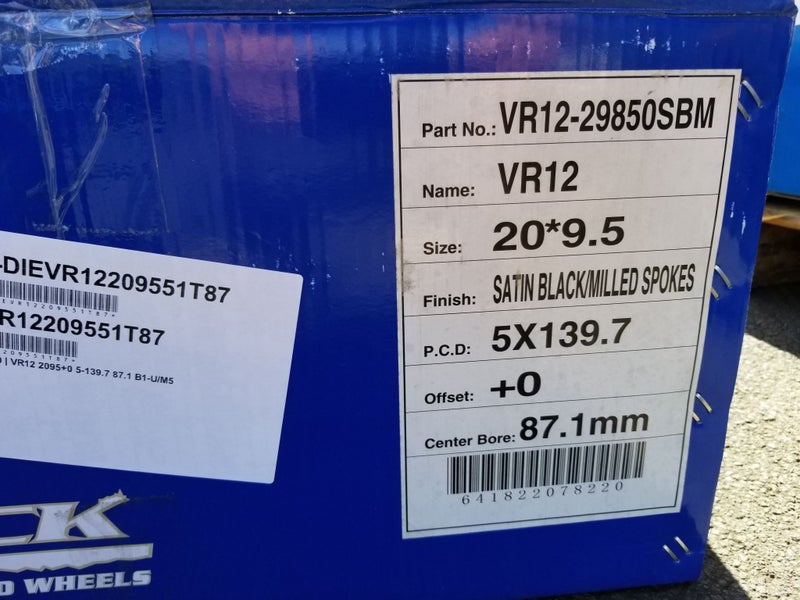 -DIEVR12209551T87
R12209551T87
| VR12 2095+0 5-139.7 87.1 B1-U/M5
CK
WHEELS
Part No.: VR12-29850SBM
Name: VR12
Size: 20*9.5
Finish: SATIN BLACK/MILLED SPOKES
P.C.D: 5X139.7
Offset: +0
Center Bore: 87.1mm
641822078220